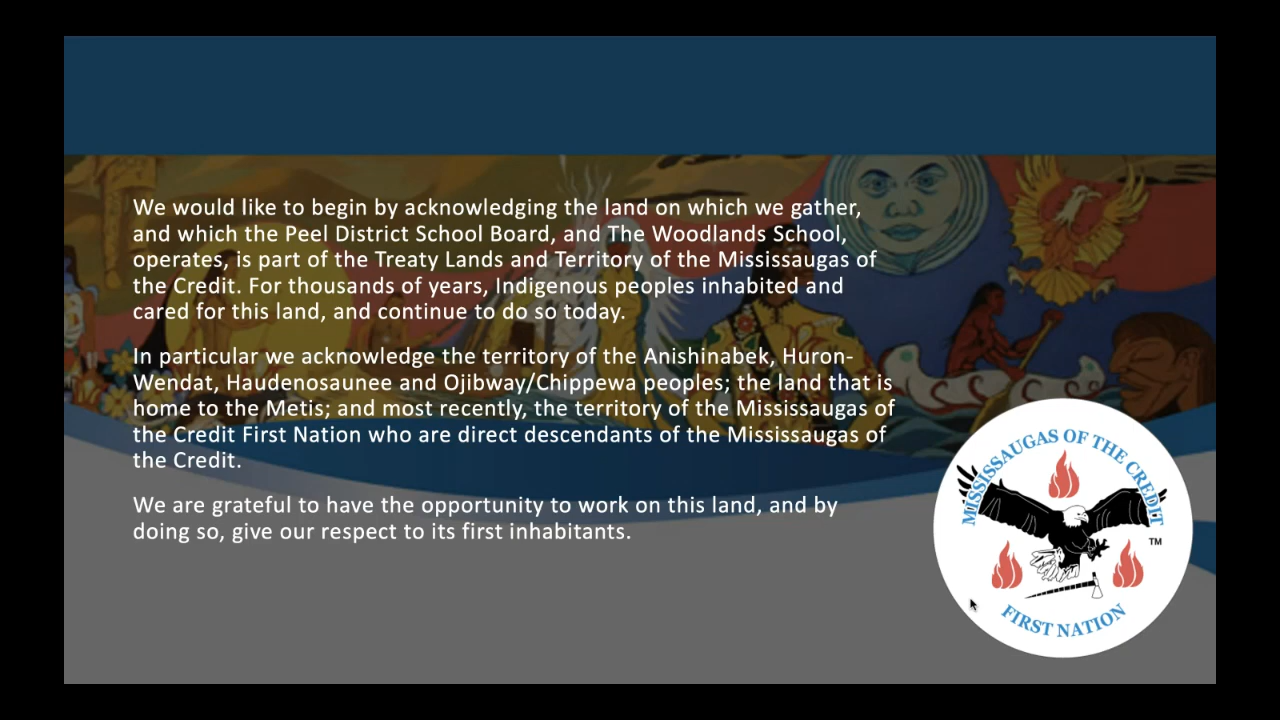 We would like to begin by acknowledging the land on which we gather,
and which the Peel District School Board, and The Woodlands School,
operates, is part of the Treaty Lands and Territory of the Mississaugas of
the Credit. For thousands of years, Indigenous peoples inhabited and
cared for this land, and continue to do so today.
In particular we acknowledge the territory of the Anishinabek, Huron-
Wendat, Haudenosaunee and Ojibway/Chippewa peoples; the land that is
home to the Metis; and most recently, the territory of the Mississaugas of
the Credit First Nation who are direct descendants of the Mississaugas of
the Credit.
We are grateful to have the opportunity to work on this land, and by
doing so, give our respect to its first inhabitants.
MISSISSAUGAS OF THE CREDIT
TM
FIRST NATION